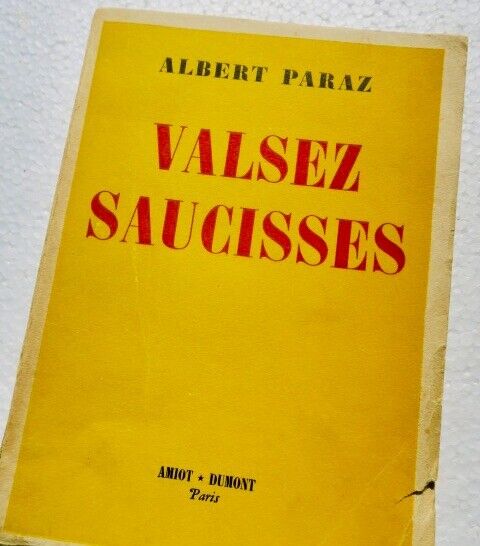 ALBERT PARAZ
VALSEZ
SAUCISSES
AMIOT ★ DUMONT
Paris